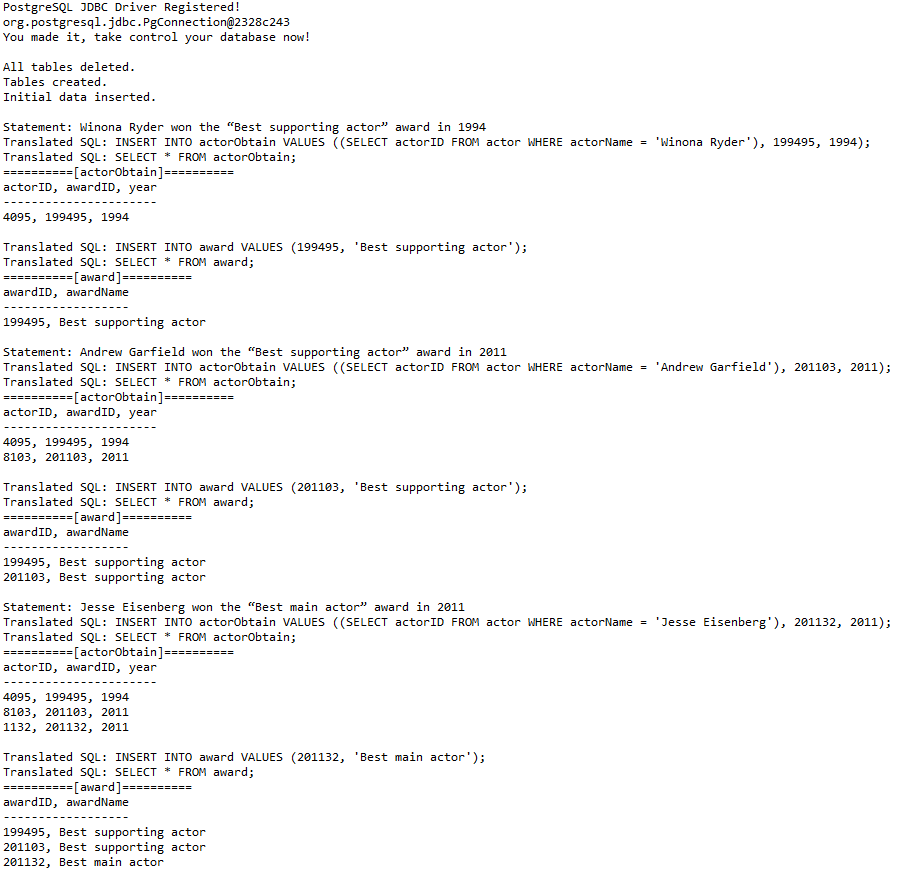 PostgreSQL JDBC Driver Registered!
org.postgresql.jdbc.PgConnection@2328c243
You made it, take control your database now!
All tables deleted.
Tables created.
Initial data inserted.
Statement: Winona Ryder won the “Best supporting actor” award in 1994
Translated SQL: INSERT INTO actorObtain VALUES ((SELECT actorID FROM actor WHERE actorName = 'Winona Ryder'), 199495, 1994);
Translated SQL: SELECT * FROM actorObtain;
==========[actorObtain]==========
actorID, awardID, year
----------------------
4095, 199495, 1994
Translated SQL: INSERT INTO award VALUES (199495, 'Best supporting actor');
Translated SQL: SELECT * FROM award;
==========[award]==========
awardID, awardName
------------------
199495, Best supporting actor
Statement: Andrew Garfield won the “Best supporting actor” award in 2011
Translated SQL: INSERT INTO actorObtain VALUES ((SELECT actorID FROM actor WHERE actorName = 'Andrew Garfield'), 201103, 2011);
Translated SQL: SELECT * FROM actorObtain;
==========[actorObtain]==========
actorID, awardID, year
----------------------
4095, 199495, 1994
8103, 201103, 2011
Translated SQL: INSERT INTO award VALUES (201103, 'Best supporting actor');
Translated SQL: SELECT * FROM award;
==========[award]==========
awardID, awardName
------------------
199495, Best supporting actor
201103, Best supporting actor
Statement: Jesse Eisenberg won the “Best main actor” award in 2011
Translated SQL: INSERT INTO actorObtain VALUES ((SELECT actorID FROM actor WHERE actorName = 'Jesse Eisenberg'), 201132, 2011);
Translated SQL: SELECT * FROM actorObtain;
==========[actorObtain]==========
actorID, awardID, year
----------------------
4095, 199495, 1994
8103, 201103, 2011
1132, 201132, 2011
Translated SQL: INSERT INTO award VALUES (201132, 'Best main actor');
Translated SQL: SELECT * FROM award;
==========[award]==========
awardID, awardName
------------------
199495, Best supporting actor
201103, Best supporting actor
201132, Best main actor